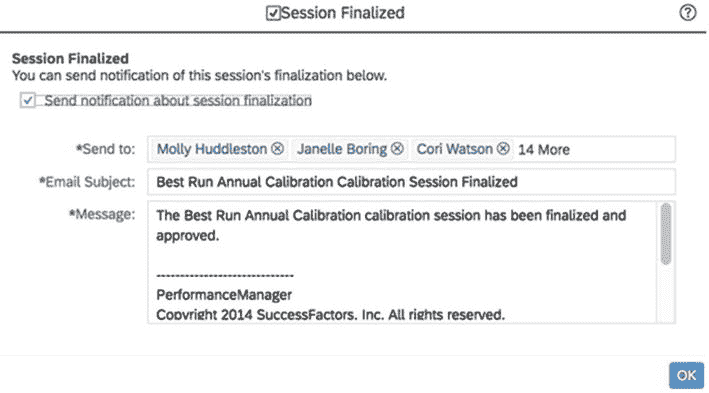 Session Finalized
Session Finalized
You can send notification of this session's finalization below.
Send notification about session finalization
*Send to: Molly Huddleston Janelle Boring Cori Watson 14 More
*Email Subject: Best Run Annual Calibration Calibration Session Finalized
*Message: The Best Run Annual Calibration calibration session has been finalized and
approved.
-----------------------------
PerformanceManager
Copyright 2014 SuccessFactors, Inc. All rights reserved.
OK